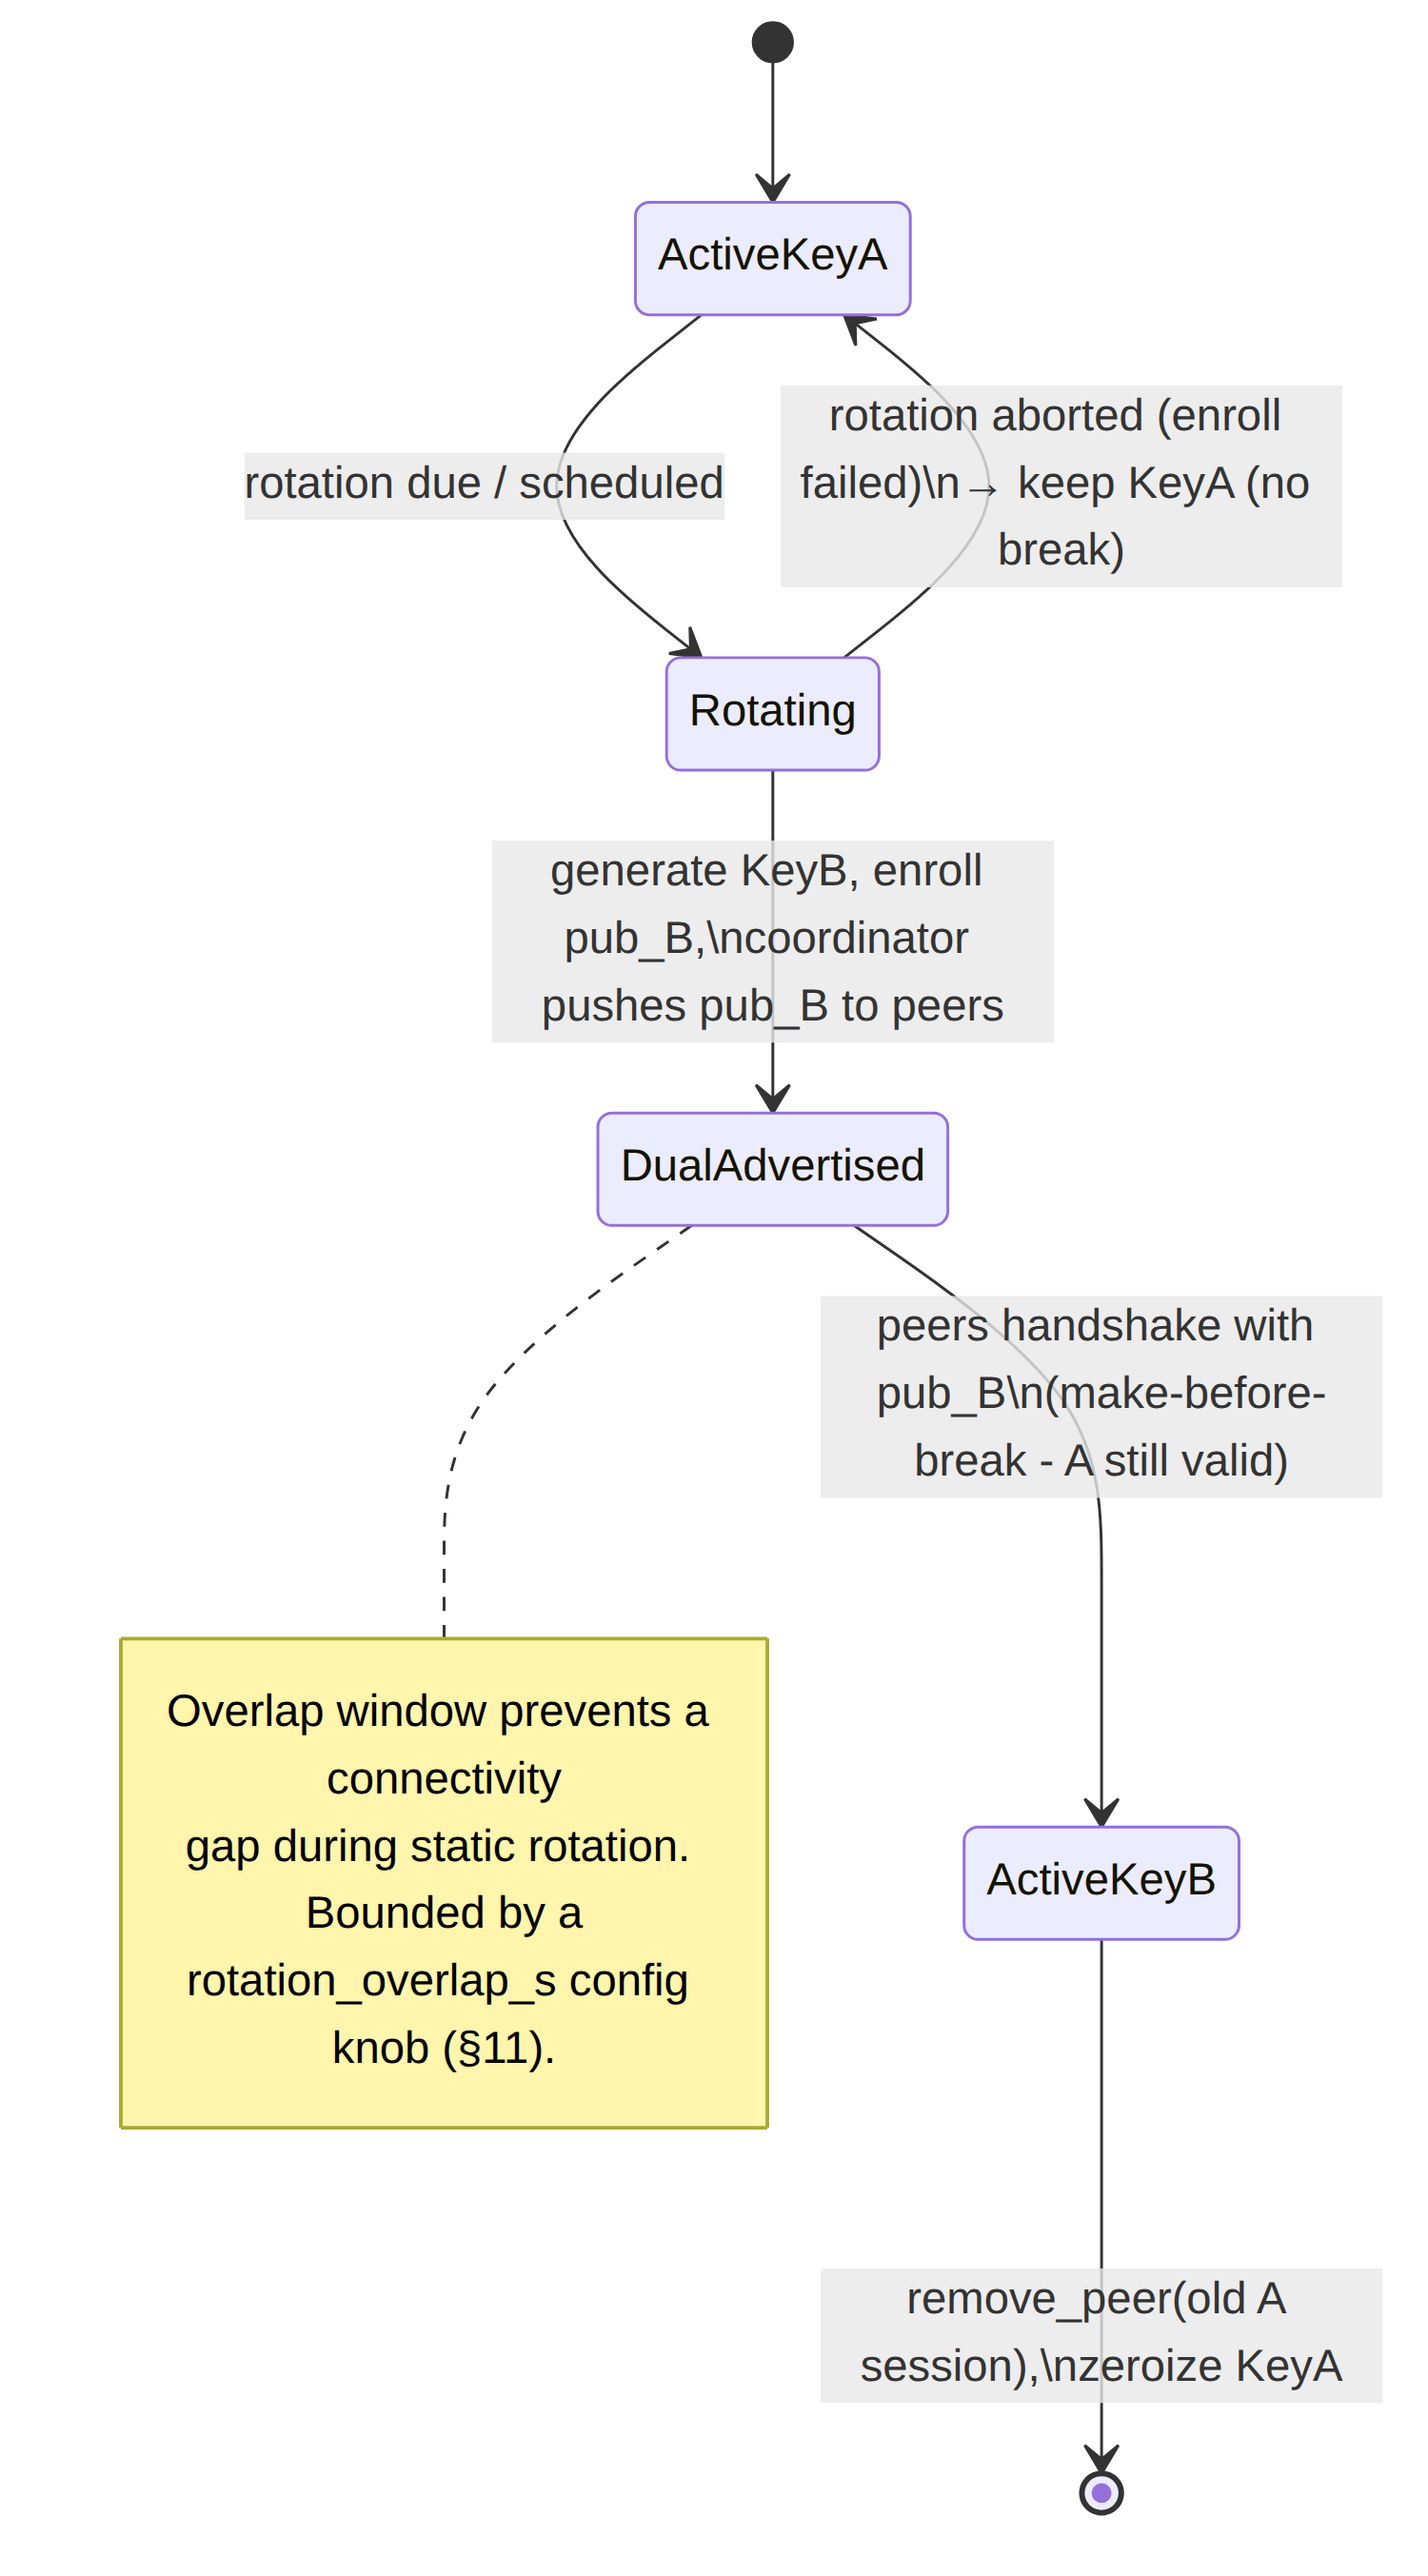 ActiveKeyA
rotation due / scheduled
rotation aborted (enroll
failed)\n→ keep KeyA (no
break)
Rotating
generate KeyB, enroll
pub_B,\ncoordinator
pushes pub_B to peers
DualAdvertised
peers handshake with
pub_B\n(make-before-
break - A still valid)
Overlap window prevents a
connectivity
gap during static rotation.
Bounded by a
rotation_overlap_s config
knob (§11).
ActiveKeyB
remove_peer(old A
session),\nzeroize KeyA